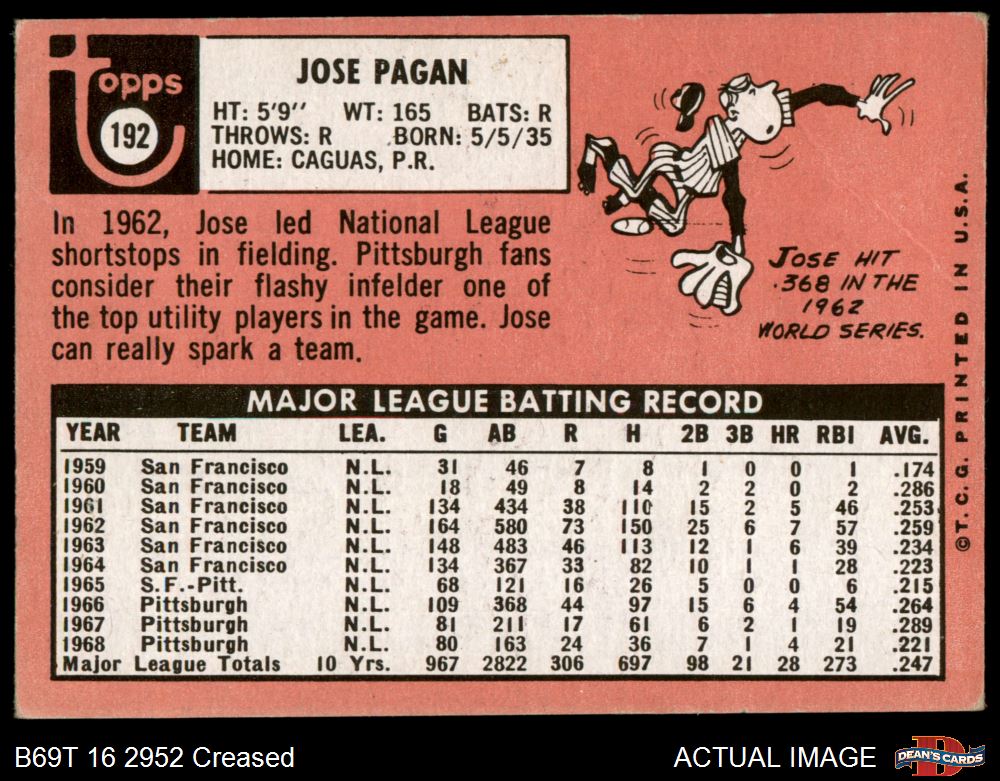 Topps
192
JOSE PAGAN
HT: 5'9'' WT: 165 BATS: R
THROWS: R BORN: 5/5/35
HOME: CAGUAS, P.R.
In 1962, Jose led National League
shortstops in fielding. Pittsburgh fans
consider their flashy infelder one of
the top utility players in the game. Jose
can really spark a team.
JOSE HIT
.368 IN THE
1962
WORLD SERIES.
©T.C.G. PRINTED IN U.S.A.
MAJOR LEAGUE BATTING RECORD
YEAR TEAM LEA. G AB R H 2B 3B HR RBI AVG.
1959 San Francisco N.L. 31 46 7 8 1 0 0 1 .174
1960 San Francisco N.L. 18 49 8 14 2 2 0 2 .286
1961 San Francisco N.L. 134 434 38 110 15 2 5 46 .253
1962 San Francisco N.L. 164 580 73 150 25 6 7 57 .259
1963 San Francisco N.L. 148 483 46 113 12 1 6 39 .234
1964 San Francisco N.L. 134 367 33 82 10 1 1 28 .223
1965 S.F.-Pitt. N.L. 68 121 16 26 5 0 0 6 .215
1966 Pittsburgh N.L. 109 368 44 97 15 6 4 54 .264
1967 Pittsburgh N.L. 81 211 17 61 6 2 1 19 .289
1968 Pittsburgh N.L. 80 163 24 36 7 1 4 21 .221
Major League Totals 10 Yrs. 967 2822 306 697 98 21 28 273 .247
B69T 16 2952 Creased
ACTUAL IMAGE
D
DEAN'S CARDS